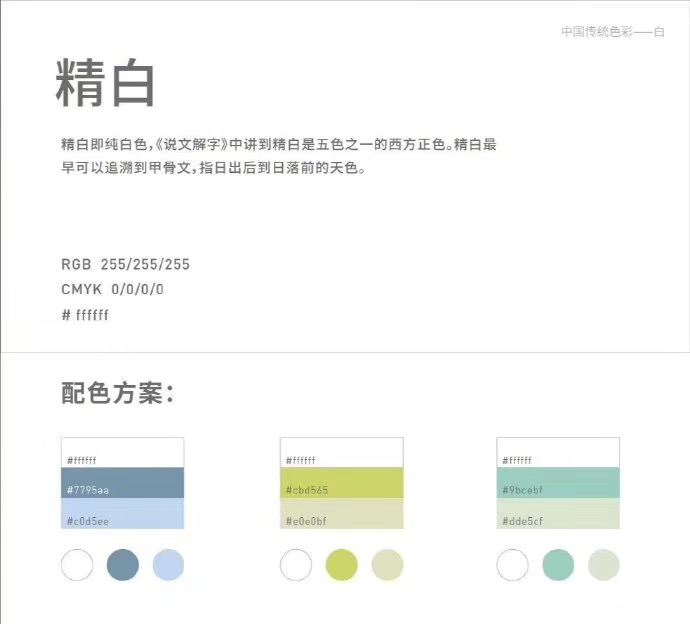 中国传统色彩——白
精白
精白即纯白色，《说文解字》中讲到精白是五色之一的西方正色。精白最
早可以追溯到甲骨文，指日出后到日落前的天色。
RGB 255/255/255
CMYK 0/0/0/0
# ffffff
配色方案：
#ffffff
#7795aa
#c0d5ee
#ffffff
#cbd565
#e0e0bf
#ffffff
#9bcebf
#dde5cf